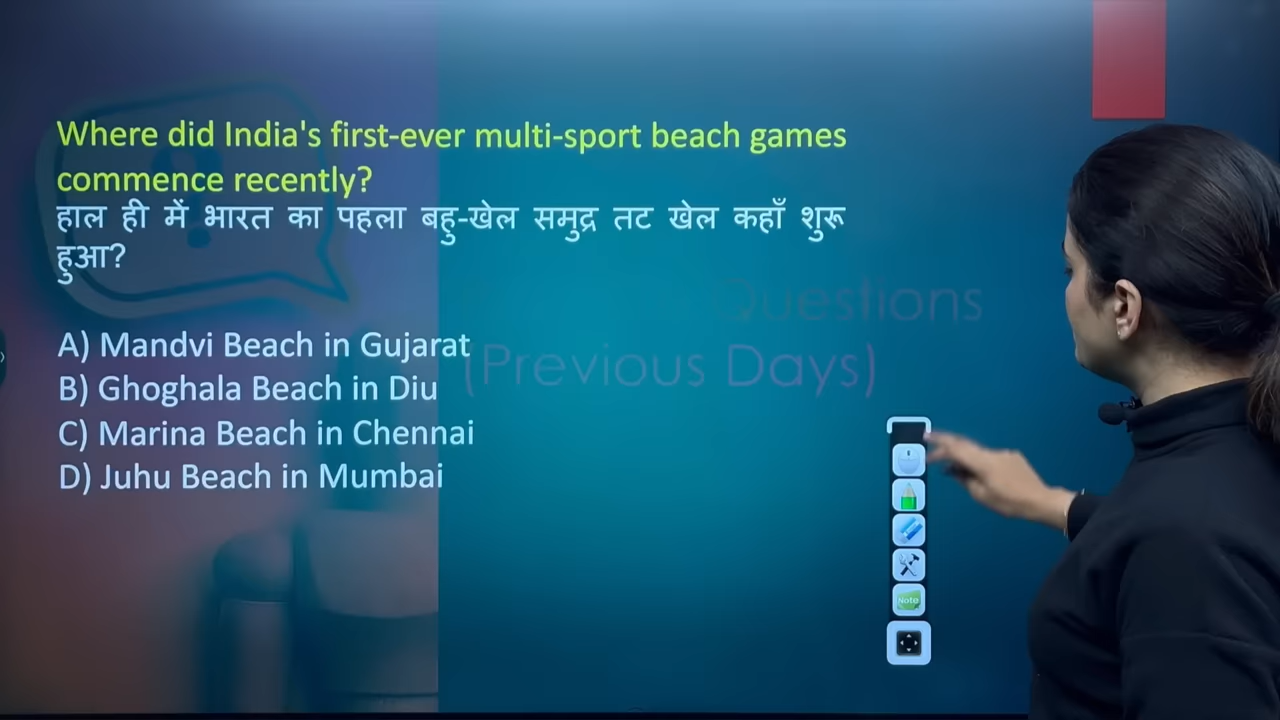 Where did India's first-ever multi-sport beach games
commence recently?
हाल ही में भारत का पहला बहु-खेल समुद्र तट खेल कहाँ शुरू
हुआ?
Questions
(Previous Days)
A) Mandvi Beach in Gujarat
B) Ghoghala Beach in Diu
C) Marina Beach in Chennai
D) Juhu Beach in Mumbai
Note